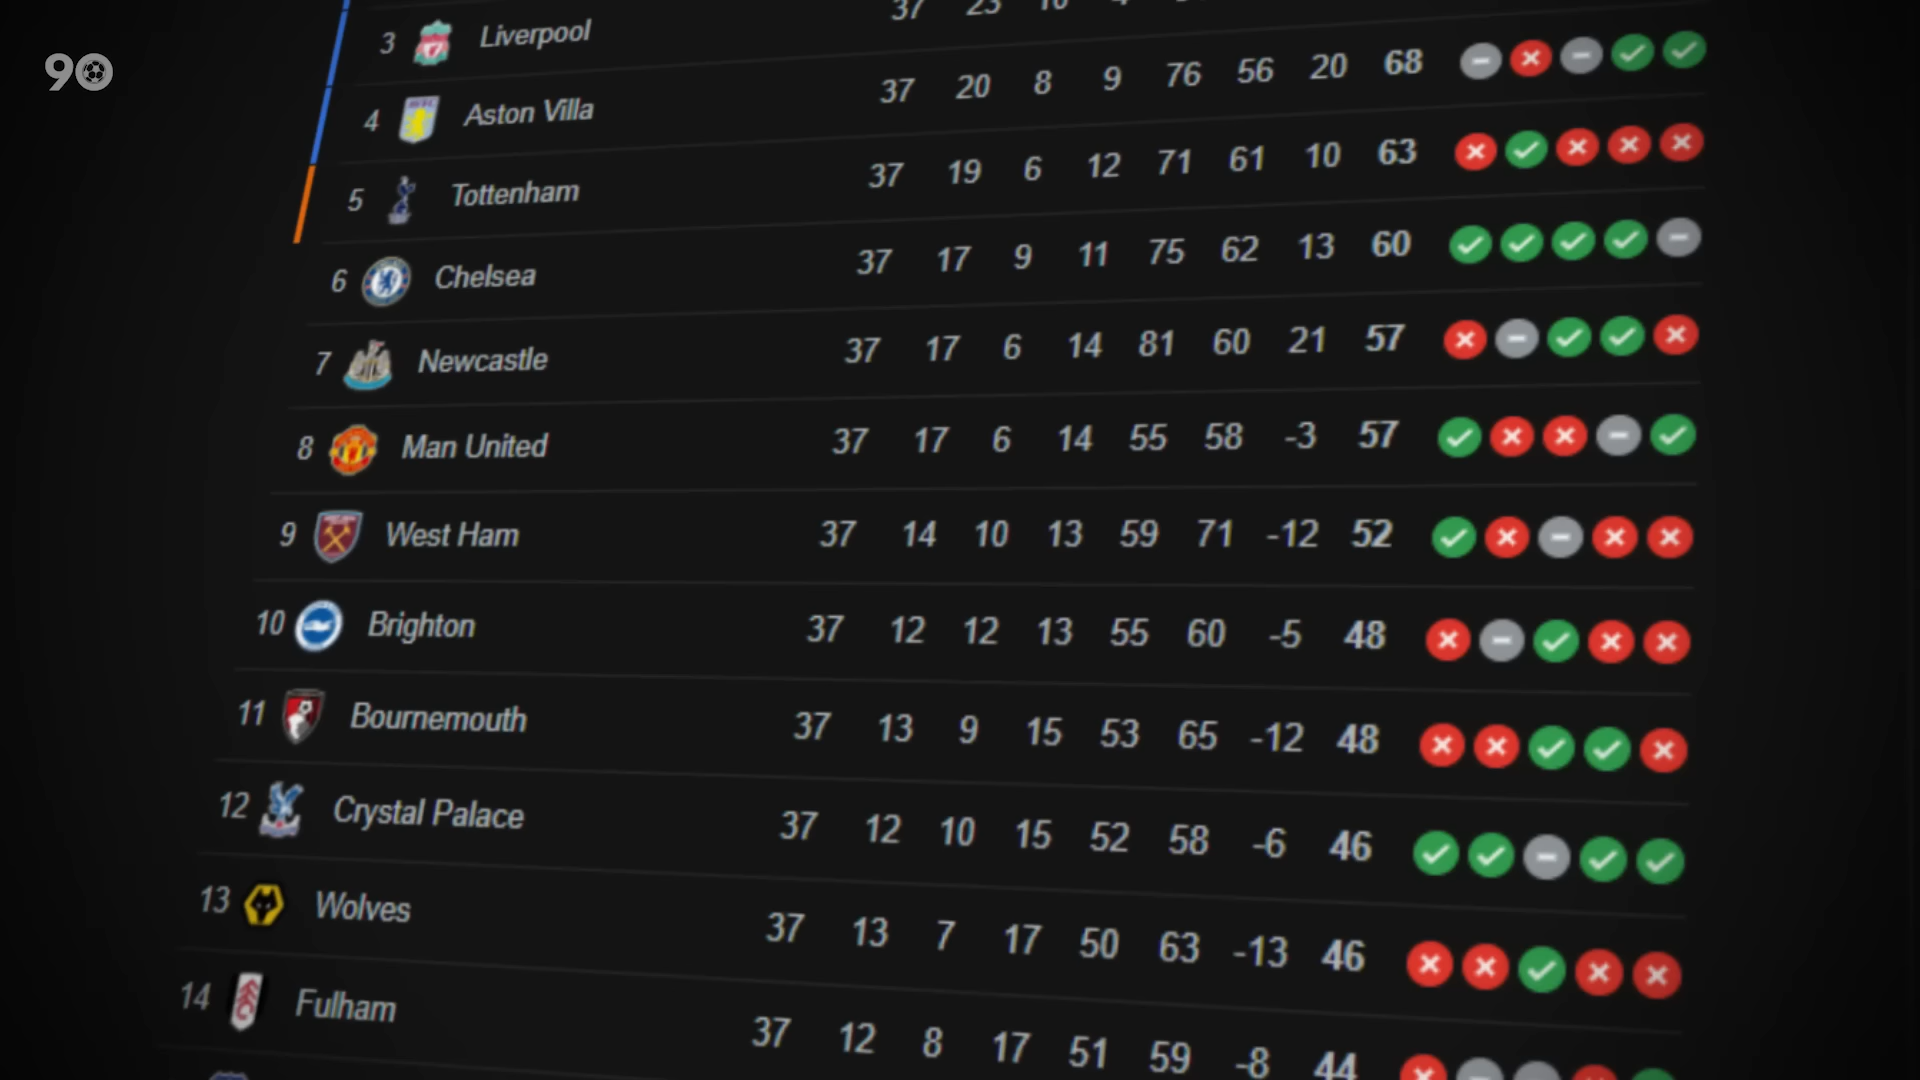 90
3 Liverpool 37 23 10
4 Aston Villa 37 20 8 9 76 56 20 68
5 Tottenham 37 19 6 12 71 61 10 63
6 Chelsea 37 17 9 11 75 62 13 60
7 Newcastle 37 17 6 14 81 60 21 57
8 Man United 37 17 6 14 55 58 -3 57
9 West Ham 37 14 10 13 59 71 -12 52
10 Brighton 37 12 12 13 55 60 -5 48
11 Bournemouth 37 13 9 15 53 65 -12 48
12 Crystal Palace 37 12 10 15 52 58 -6 46
13 Wolves 37 13 7 17 50 63 -13 46
14 Fulham 37 12 8 17 51 59 -8 44